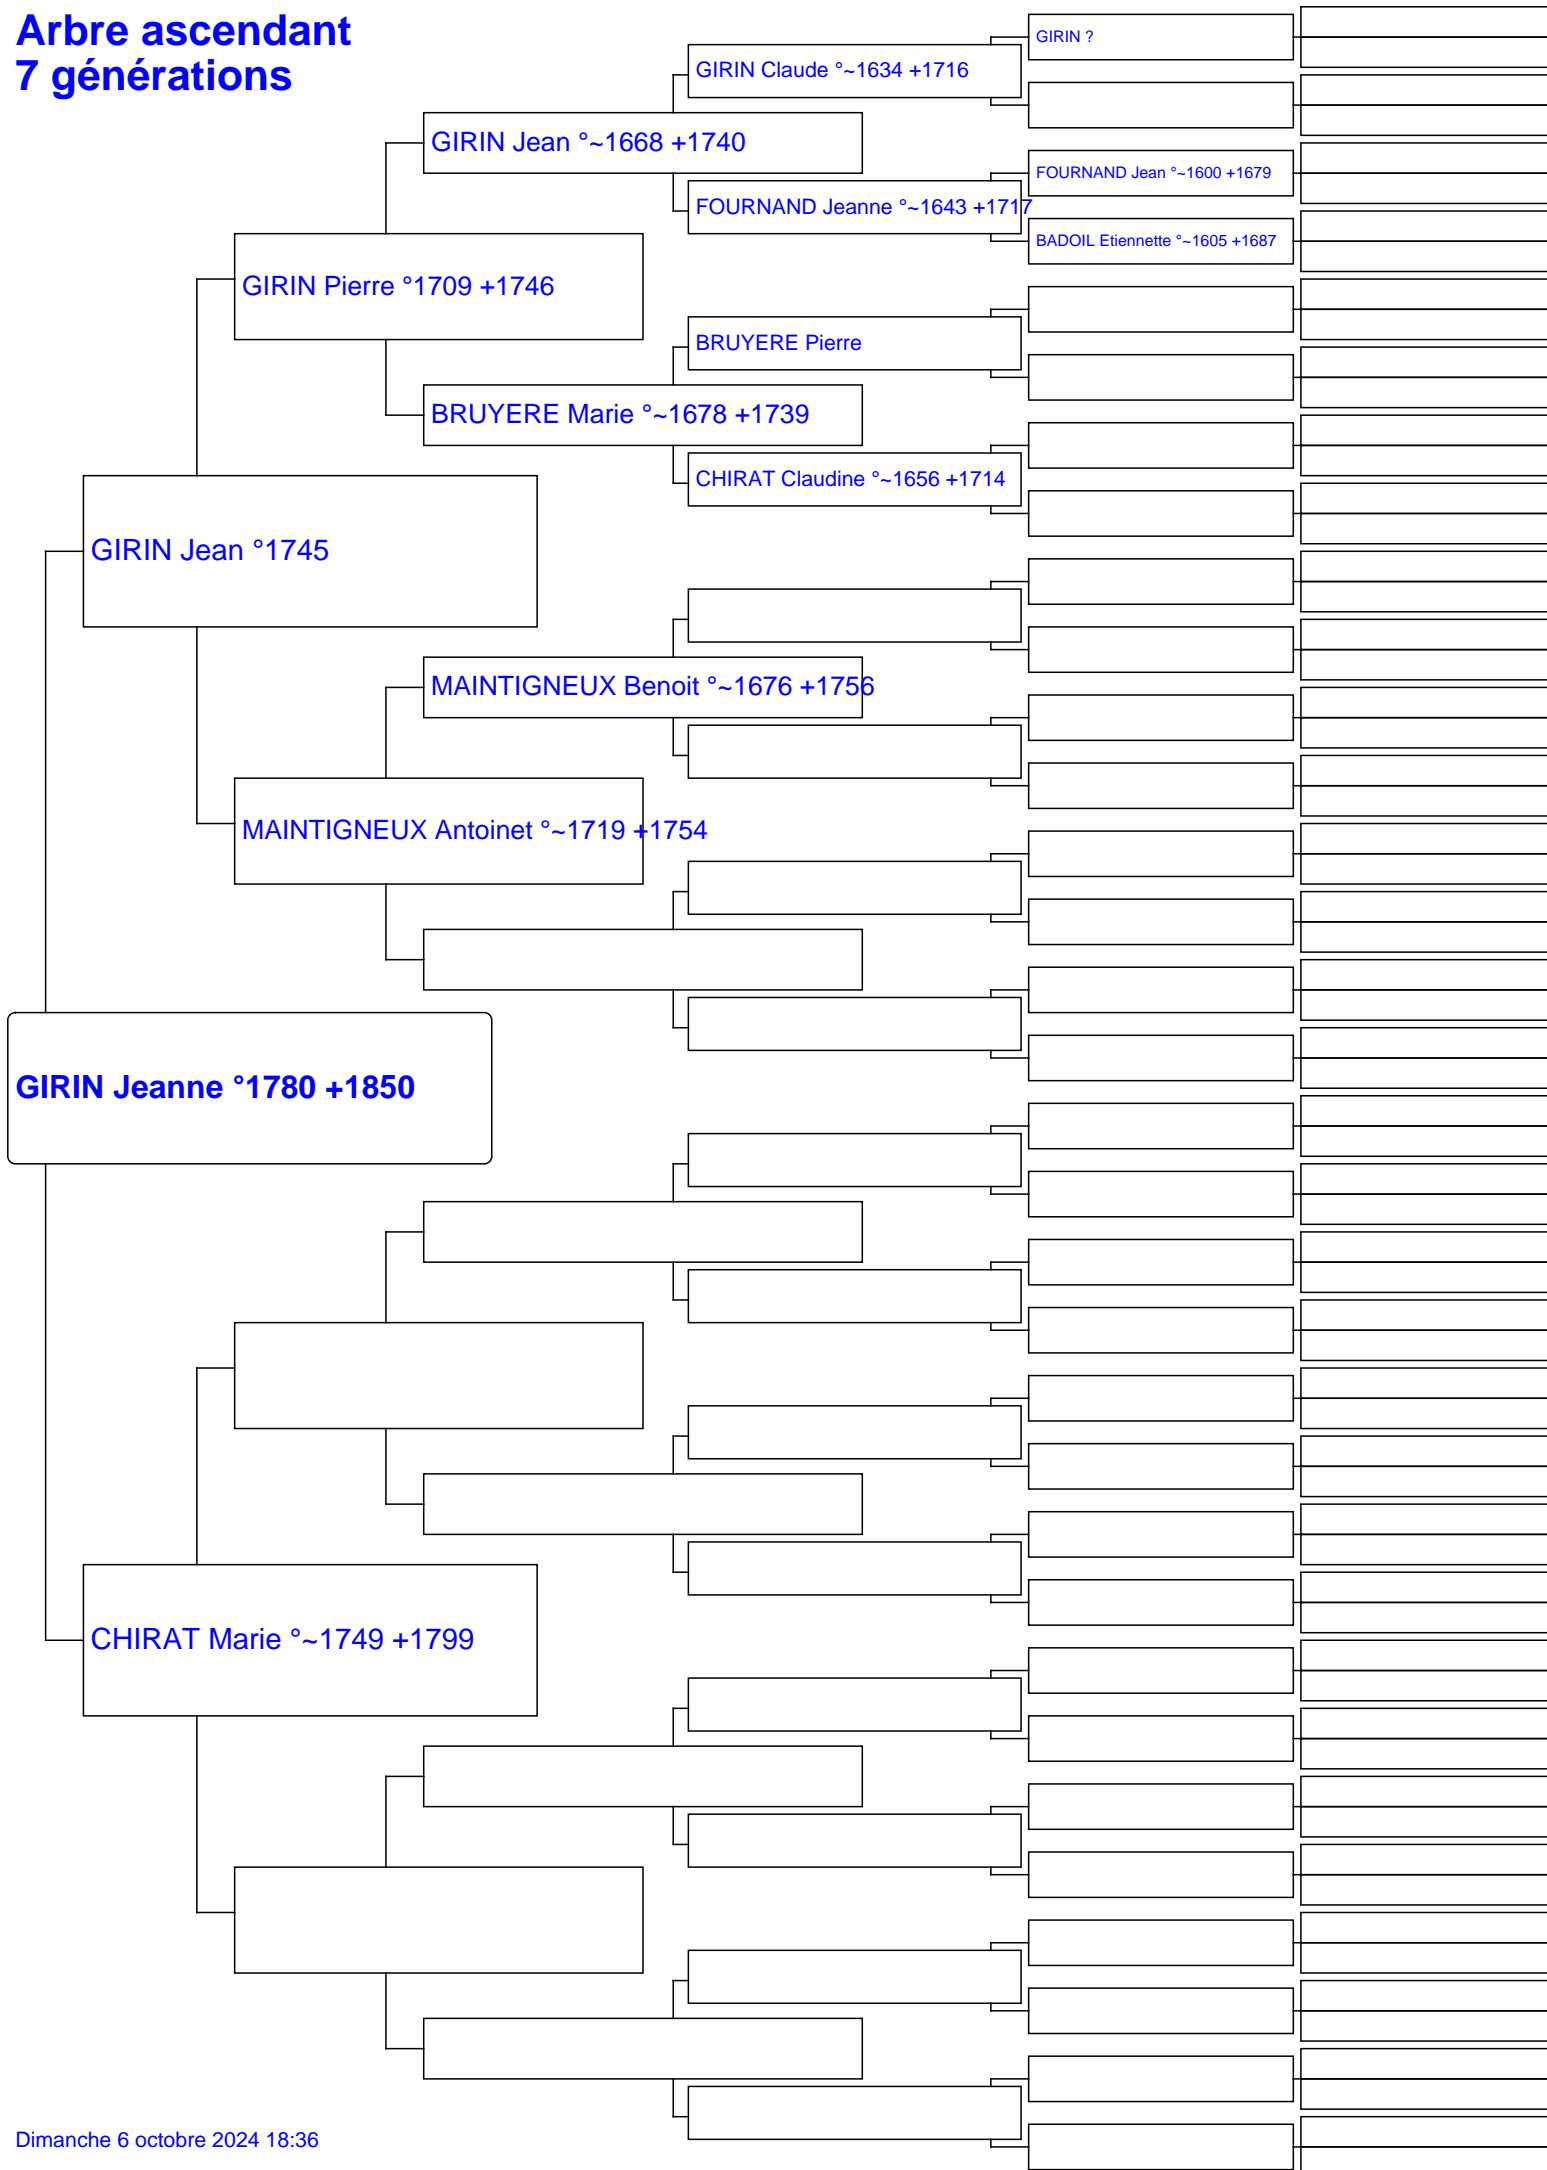 Arbre ascendant
7 générations
GIRIN ?
GIRIN Claude °~1634 +1716
GIRIN Jean °~1668 +1740
FOURNAND Jean °~1600 +1679
FOURNAND Jeanne °~1643 +1717
BADOIL Etiennette °~1605 +1687
GIRIN Pierre °1709 +1746
BRUYERE Pierre
BRUYERE Marie °~1678 +1739
CHIRAT Claudine °~1656 +1714
GIRIN Jean °1745
MAINTIGNEUX Benoit °~1676 +1756
MAINTIGNEUX Antoinet °~1719 +1754
GIRIN Jeanne °1780 +1850
CHIRAT Marie °~1749 +1799
Dimanche 6 octobre 2024 18:36